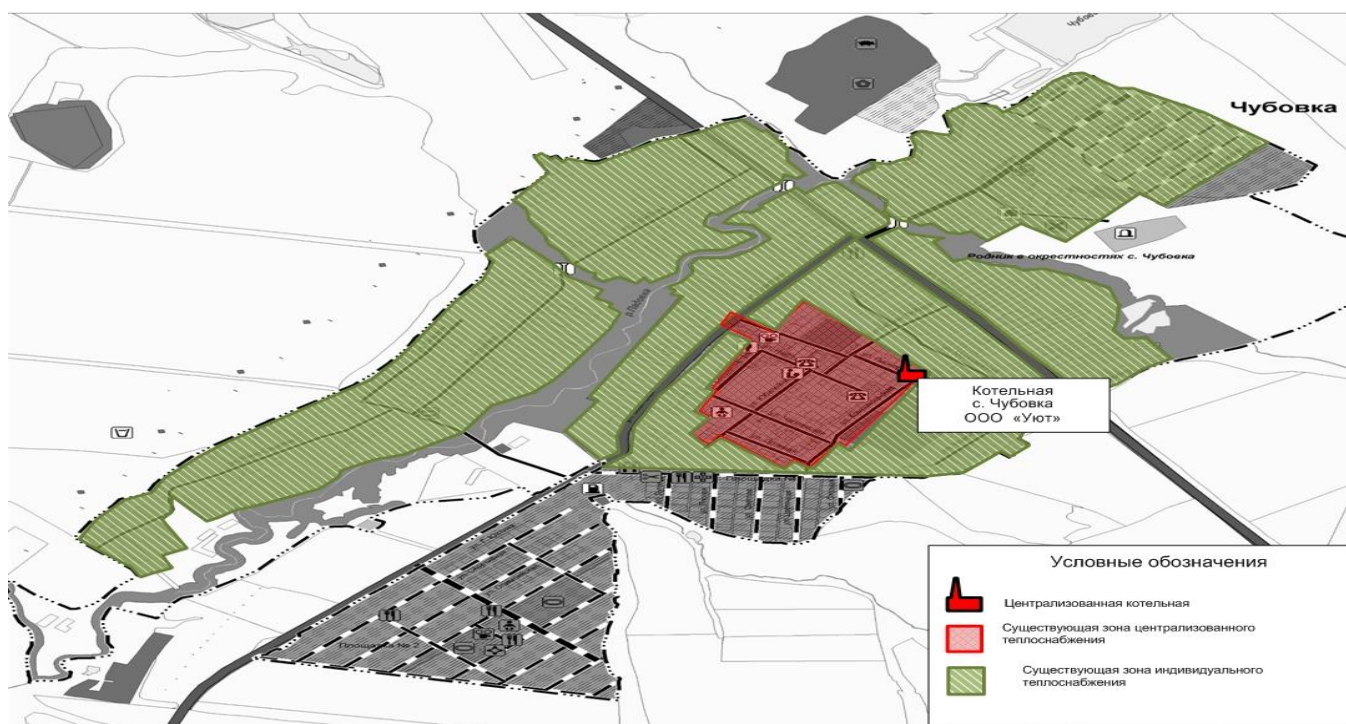 Чубов
Чубовка
Родник в окрестностях с. Чубовка
Котельная
с. Чубовка
ООО «Уют»
Площадка № 2
Условные обозначения
Централизованная котельная
Существующая зона централизованного
теплоснабжения
Существующая зона индивидуального
теплоснабжения